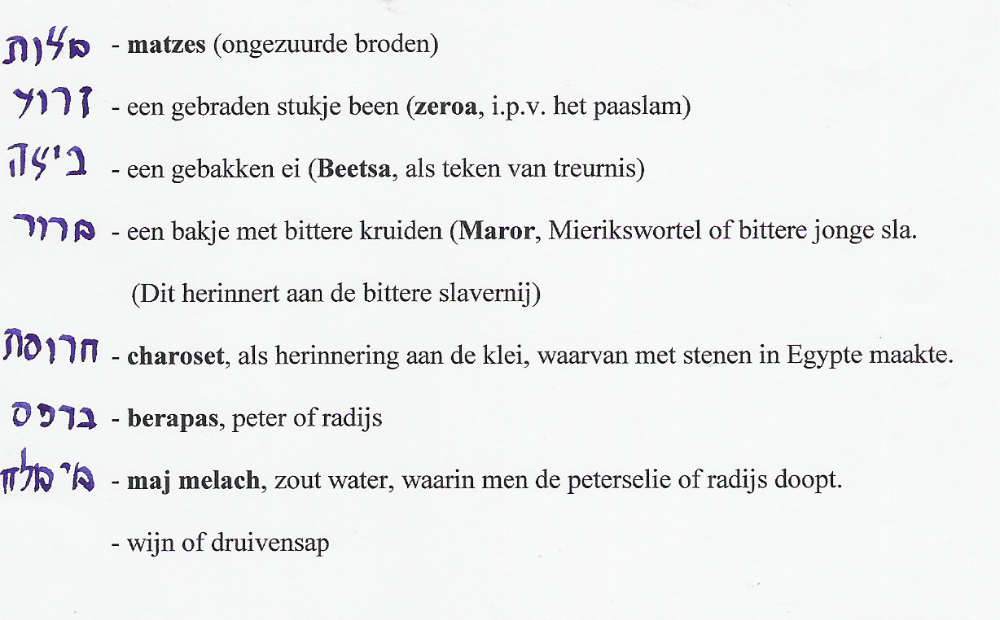 מצות - matzes (ongezuurde broden)
זרוע - een gebraden stukje been (zeroa, i.p.v. het paaslam)
ביצה - een gebakken ei (Beetsa, als teken van treurnis)
מרור - een bakje met bittere kruiden (Maror, Mierikswortel of bittere jonge sla.
(Dit herinnert aan de bittere slavernij)
חרוסת - charoset, als herinnering aan de klei, waarvan met stenen in Egypte maakte.
ברפס - berapas, peter of radijs
מי מלח - maj melach, zout water, waarin men de peterselie of radijs doopt.
- wijn of druivensap